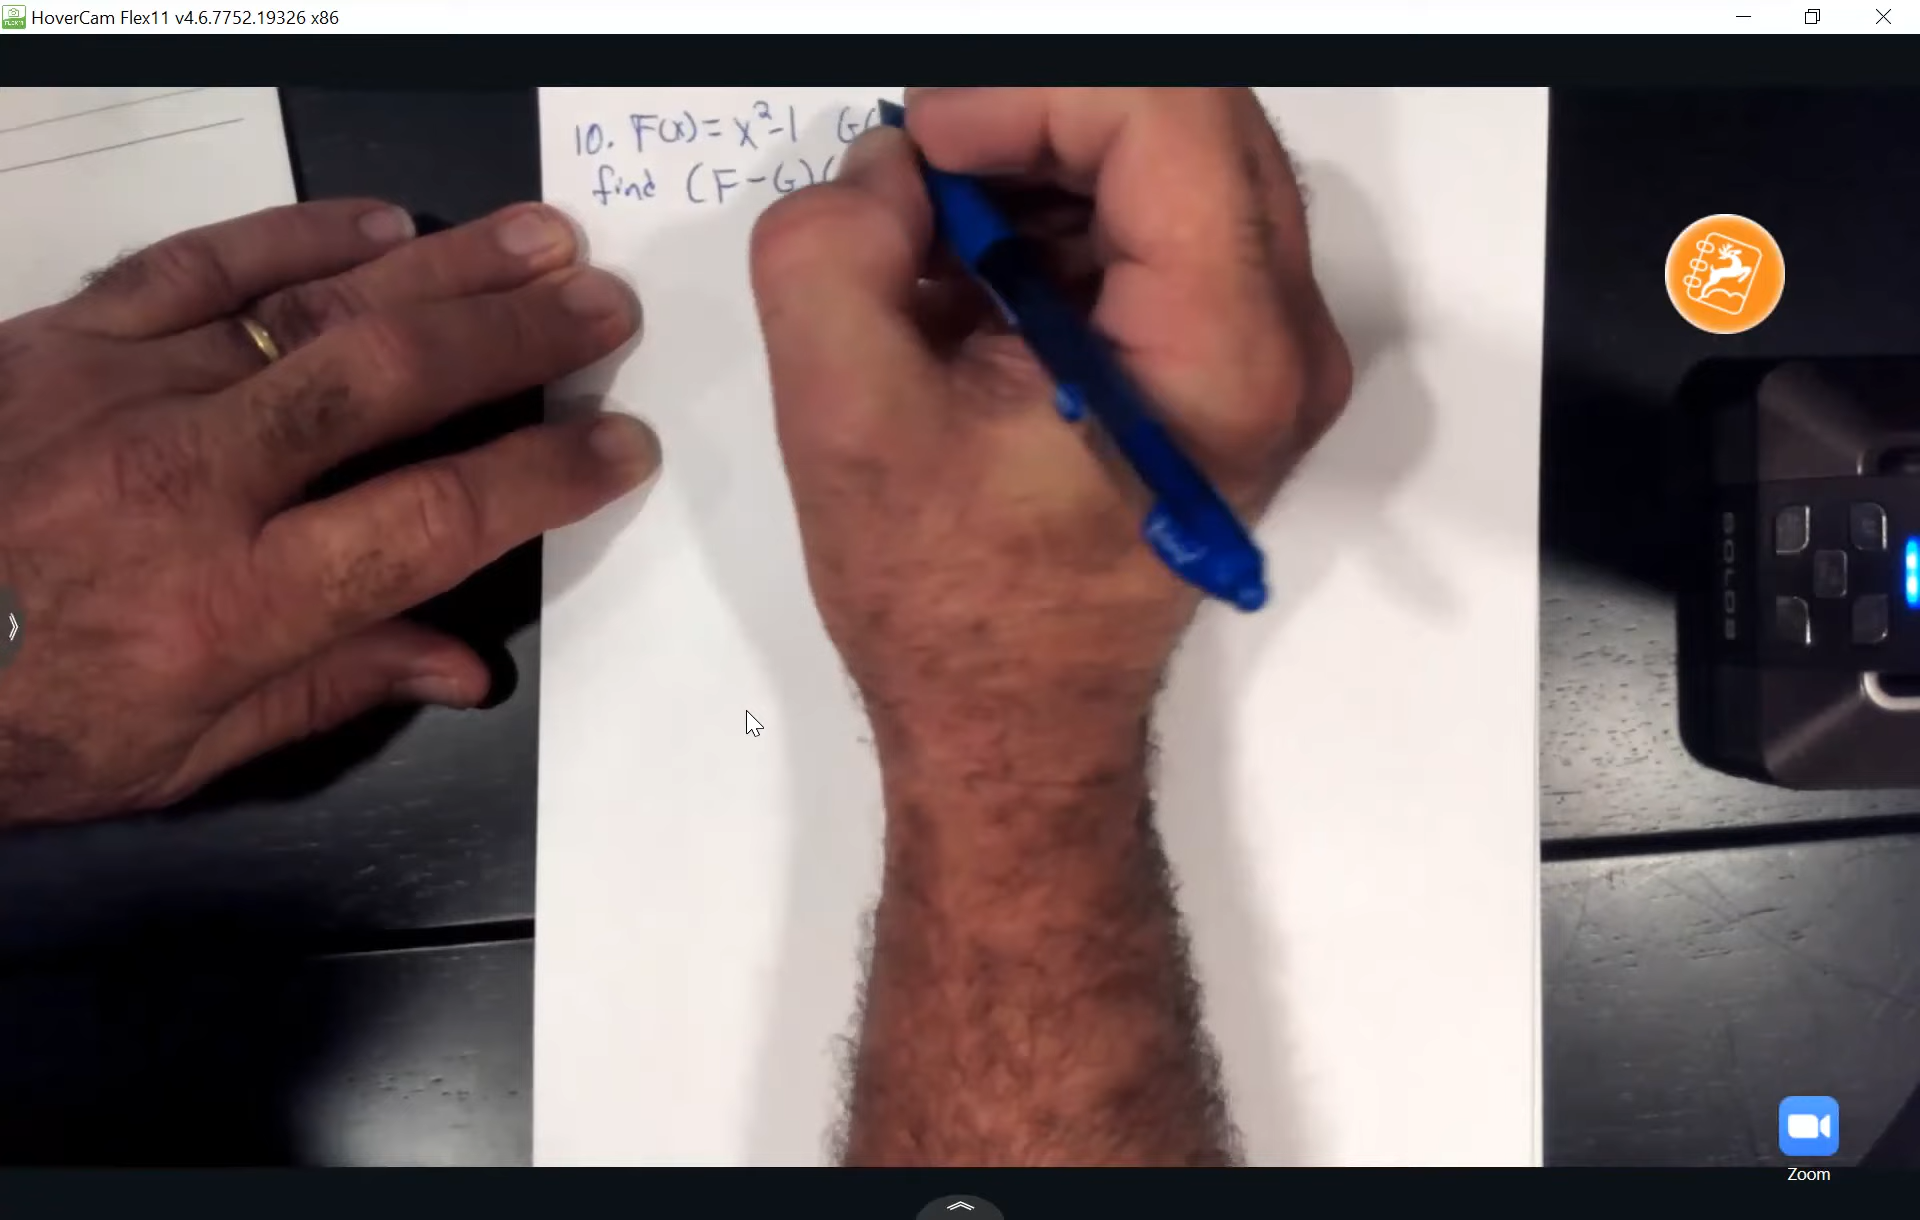 HoverCam Flex11 v4.6.7752.19326 x86
10. F(x) = x²-1 G(
find (F-G)(
Zoom